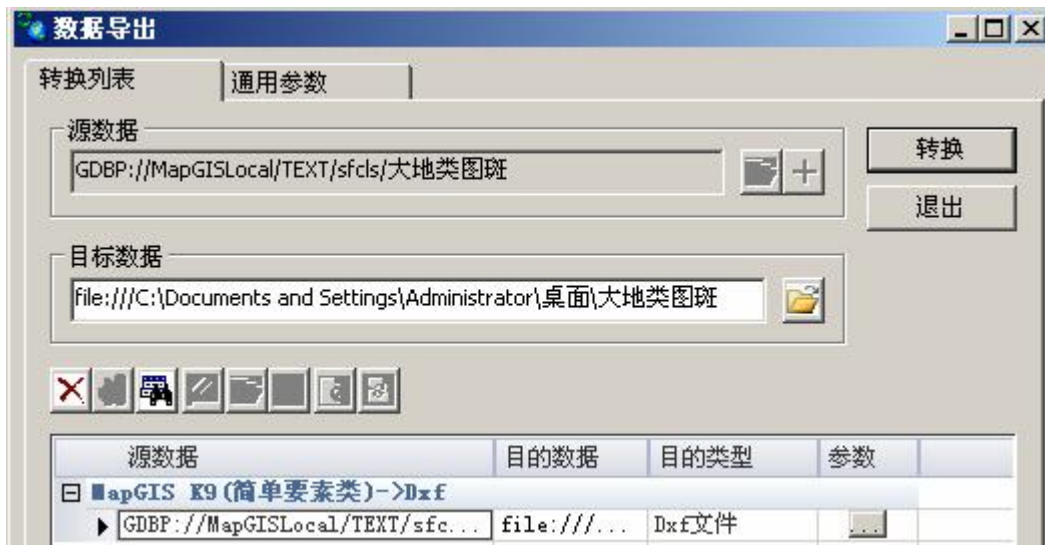 数据导出
转换列表 通用参数
源数据
GDBP://MapGISLocal/TEXT/sfcls/大地类图斑
转换
退出
目标数据
file:///C:\Documents and Settings\Administrator\桌面\大地类图斑
源数据 目的数据 目的类型 参数
MapGIS K9(简单要素类)->Dxf
GDBP://MapGISLocal/TEXT/sfc... file:///... Dxf文件 ...